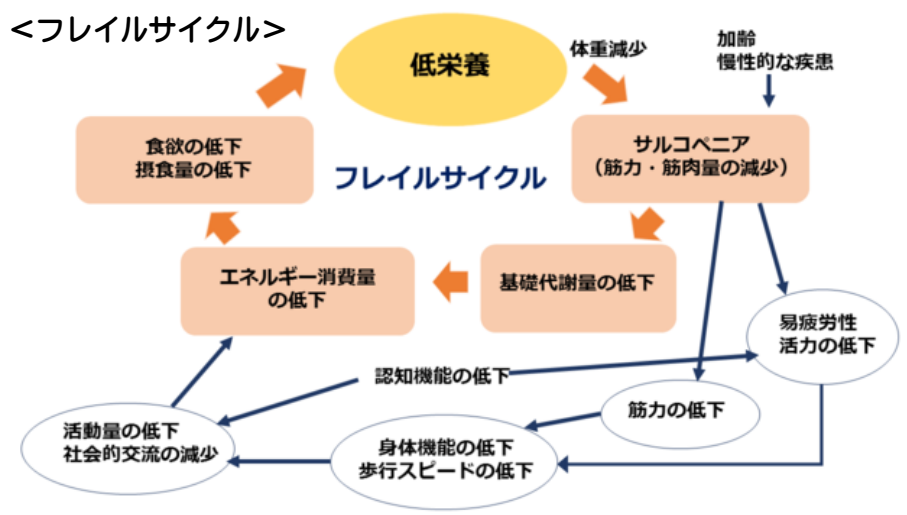 <フレイルサイクル>
低栄養
体重減少
加齢
慢性的な疾患
サルコペニア
（筋力・筋肉量の減少）
食欲の低下
摂食量の低下
フレイルサイクル
エネルギー消費量
の低下
基礎代謝量の低下
易疲労性
活力の低下
認知機能の低下
筋力の低下
活動量の低下
社会的交流の減少
身体機能の低下
歩行スピードの低下